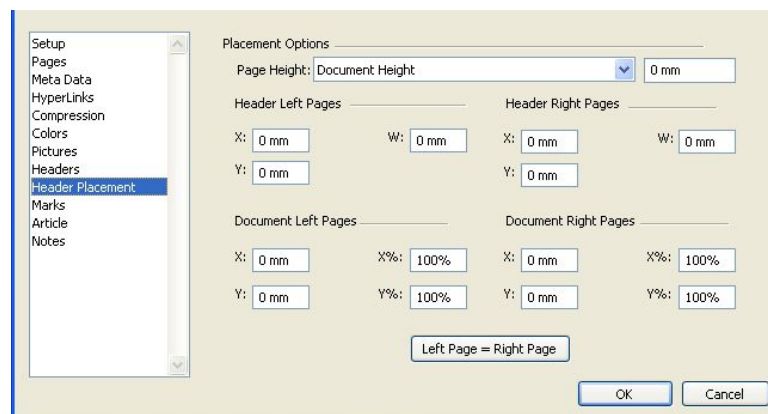 Setup
Pages
Meta Data
HyperLinks
Compression
Colors
Pictures
Headers
Header Placement
Marks
Article
Notes
Placement Options
Page Height: Document Height 0 mm
Header Left Pages Header Right Pages
X: 0 mm W: 0 mm X: 0 mm W: 0 mm
Y: 0 mm Y: 0 mm
Document Left Pages Document Right Pages
X: 0 mm X%: 100% X: 0 mm X%: 100%
Y: 0 mm Y%: 100% Y: 0 mm Y%: 100%
Left Page = Right Page
OK Cancel